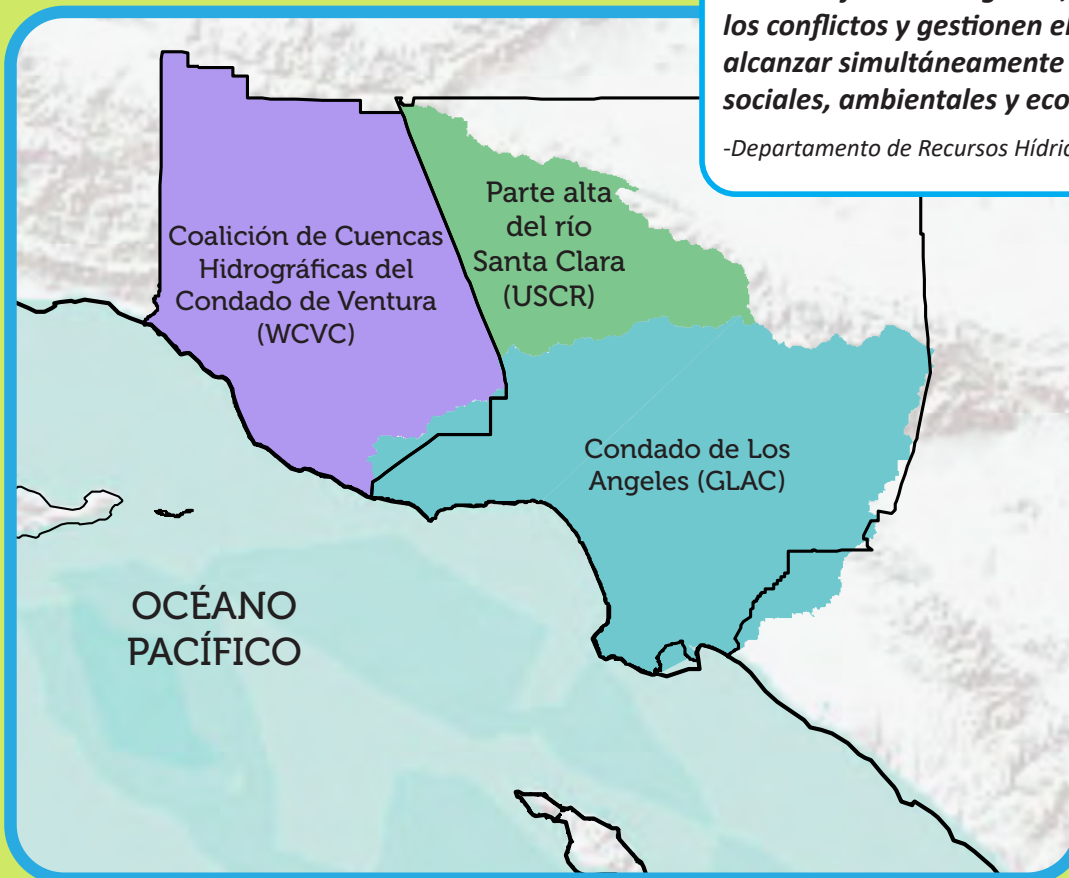 los conflictos y gestionen el
alcanzar simultáneamente
sociales, ambientales y eco
-Departamento de Recursos Hídric
Parte alta
del río
Santa Clara
(USCR)
Coalición de Cuencas
Hidrográficas del
Condado de Ventura
(WCVC)
Condado de Los
Angeles (GLAC)
OCÉANO
PACÍFICO